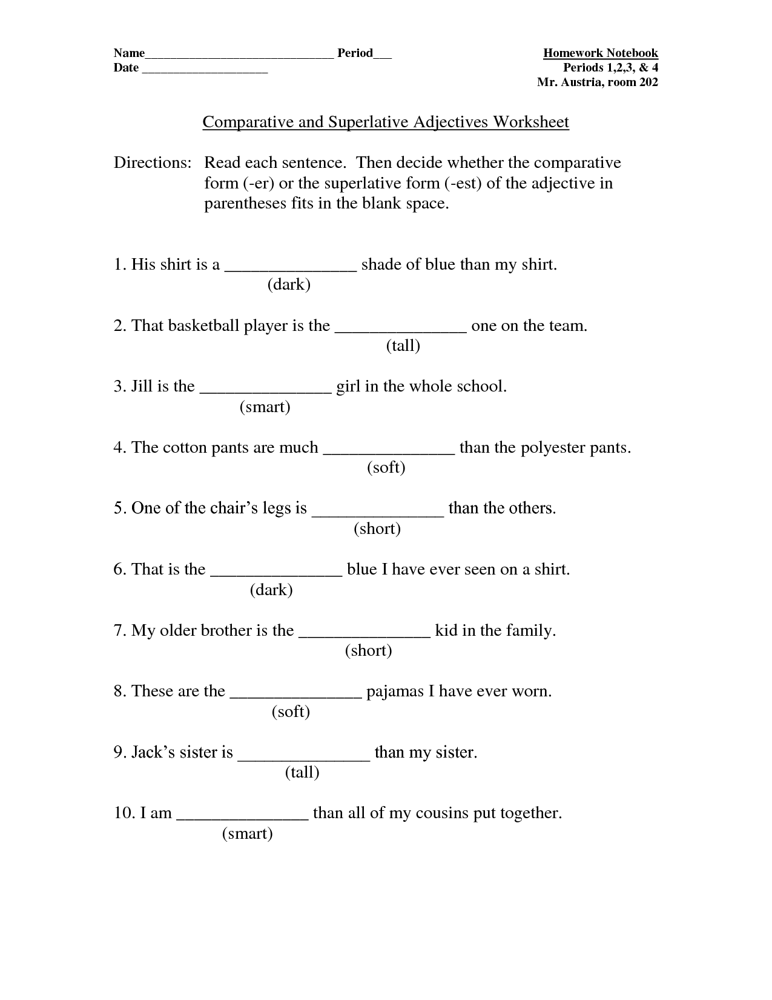 Name______________________________ Period___ Homework Notebook
Date ____________________ Periods 1,2,3, & 4
Mr. Austria, room 202
Comparative and Superlative Adjectives Worksheet
Directions: Read each sentence. Then decide whether the comparative
form (-er) or the superlative form (-est) of the adjective in
parentheses fits in the blank space.
1. His shirt is a _______________ shade of blue than my shirt.
(dark)
2. That basketball player is the _______________ one on the team.
(tall)
3. Jill is the _______________ girl in the whole school.
(smart)
4. The cotton pants are much _______________ than the polyester pants.
(soft)
5. One of the chair’s legs is _______________ than the others.
(short)
6. That is the _______________ blue I have ever seen on a shirt.
(dark)
7. My older brother is the _______________ kid in the family.
(short)
8. These are the _______________ pajamas I have ever worn.
(soft)
9. Jack’s sister is _______________ than my sister.
(tall)
10. I am _______________ than all of my cousins put together.
(smart)